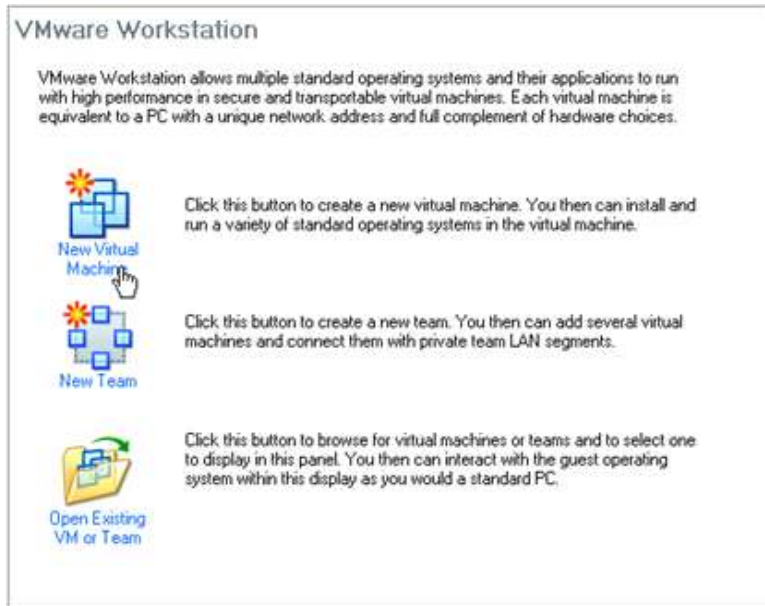 VMware Workstation
VMware Workstation allows multiple standard operating systems and their applications to run
with high performance in secure and transportable virtual machines. Each virtual machine is
equivalent to a PC with a unique network address and full complement of hardware choices.
New Virtual
Machine
Click this button to create a new virtual machine. You then can install and
run a variety of standard operating systems in the virtual machine.
New Team
Click this button to create a new team. You then can add several virtual
machines and connect them with private team LAN segments.
Open Existing
VM or Team
Click this button to browse for virtual machines or teams and to select one
to display in this panel. You then can interact with the guest operating
system within this display as you would a standard PC.